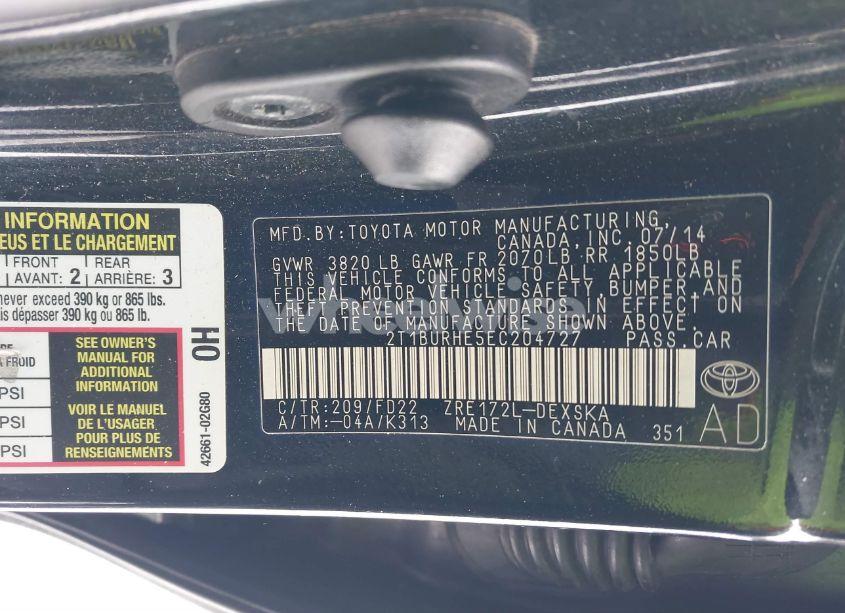 INFORMATION
EUS ET LE CHARGEMENT
FRONT
AVANT: 2
REAR
ARRIÈRE: 3
never exceed 390 kg or 865 lbs.
is dépasser 390 kg ou 865 lb.
FROID
PSI
PSI
SEE OWNER'S
MANUAL FOR
ADDITIONAL
INFORMATION
VOIR LE MANUEL
DE L'USAGER
POUR PLUS DE
RENSEIGNEMENTS
0H
42661-02G80
MFD. BY: TOYOTA MOTOR MANUFACTURING,
CANADA, INC. 07/14
GVWR 3820 LB GAWR FR 2070LB RR 1850LB
THIS VEHICLE CONFORMS TO ALL APPLICABLE
FEDERAL MOTOR VEHICLE SAFETY, BUMPER, AND
THEFT PREVENTION STANDARDS IN EFFECT ON
THE DATE OF MANUFACTURE SHOWN ABOVE.
2T1BURHE5EC204727 PASS.CAR
C/TR: 209/FD22 ZRE172L-DEXSKA
A/TM:-04A/K313 MADE IN CANADA 351
AD